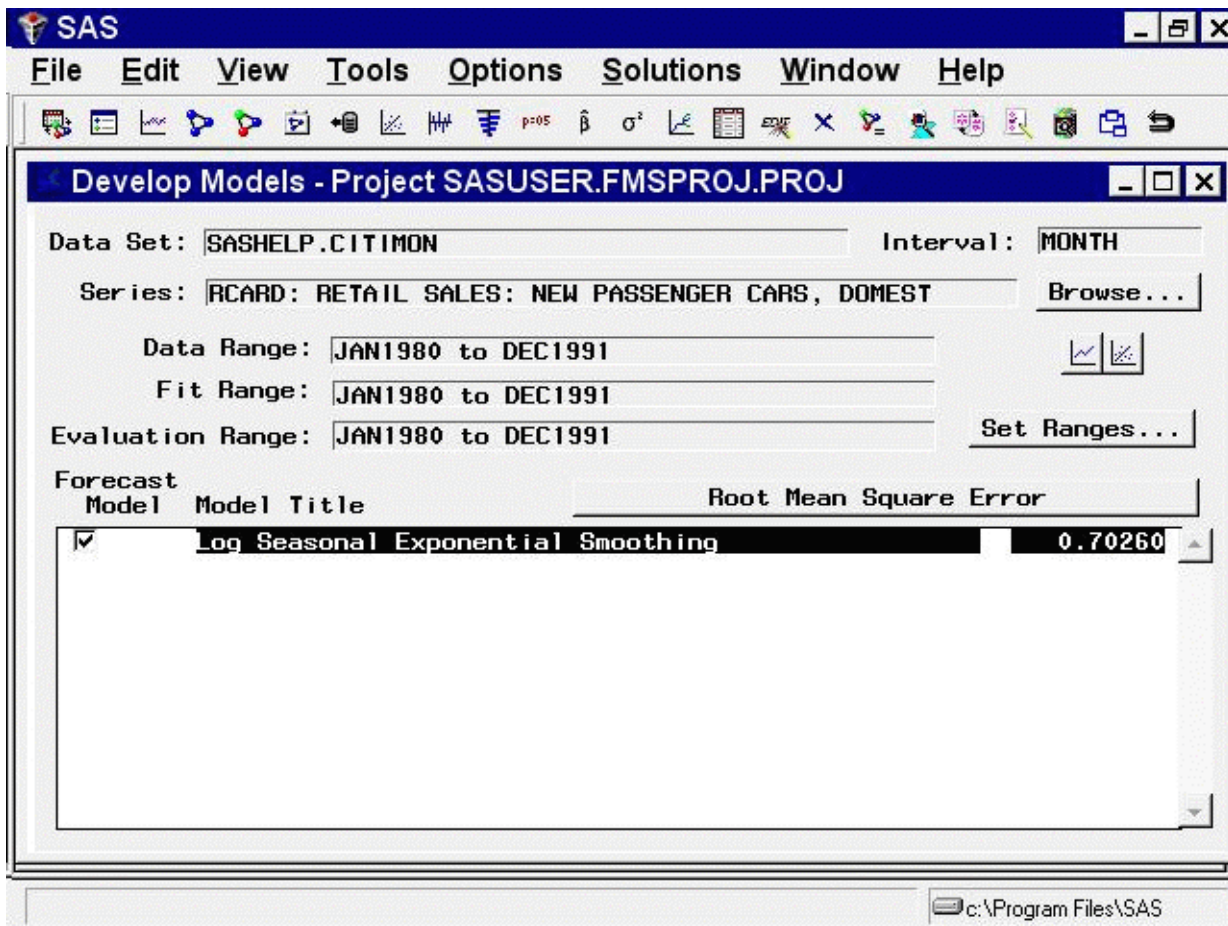 SAS
File Edit View Tools Options Solutions Window Help
p=05 β̂ σ²
Develop Models - Project SASUSER.FMSPROJ.PROJ
Data Set: SASHELP.CITIMON Interval: MONTH
Series: RCARD: RETAIL SALES: NEW PASSENGER CARS, DOMEST Browse...
Data Range: JAN1980 to DEC1991
Fit Range: JAN1980 to DEC1991
Evaluation Range: JAN1980 to DEC1991 Set Ranges...
Forecast
Model Model Title Root Mean Square Error
Log Seasonal Exponential Smoothing 0.70260
c:\Program Files\SAS